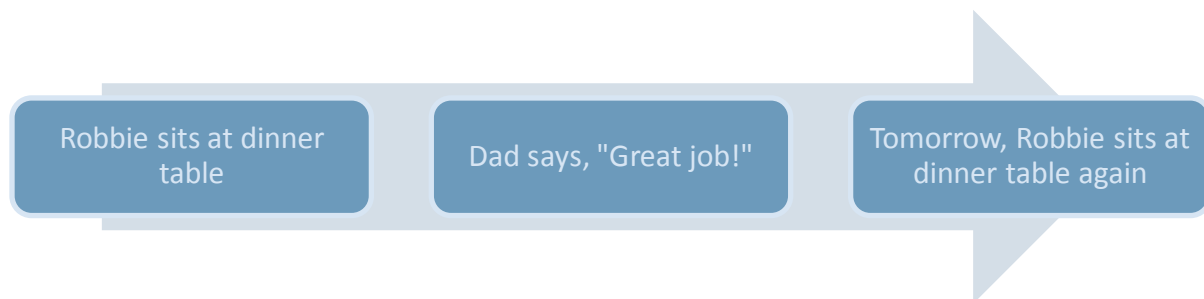 Robbie sits at dinner
table
Dad says, "Great job!"
Tomorrow, Robbie sits at
dinner table again